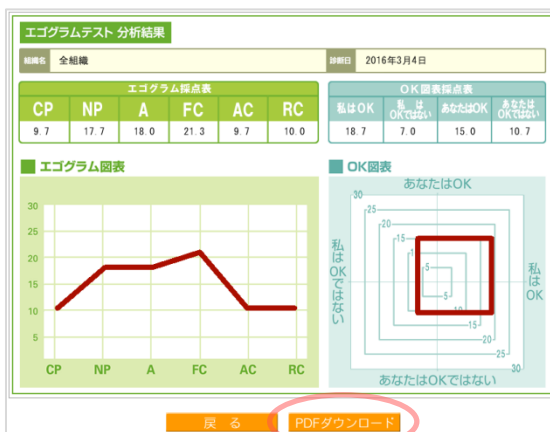 エゴグラムテスト 分析結果
組織名 全組織 診断日 2016年3月4日
エゴグラム採点表
CP NP A FC AC RC
9.7 17.7 18.0 21.3 9.7 10.0
OK図表採点表
私はOK 私はOKではない あなたはOK あなたはOKではない
18.7 7.0 15.0 10.7
エゴグラム図表
30
25
20
15
10
5
CP NP A FC AC RC
OK図表
あなたはOK
30
25
20
15
10
5
私はOKではない
私はOK
5
10
15
20
25
30
あなたはOKではない
戻る PDFダウンロード